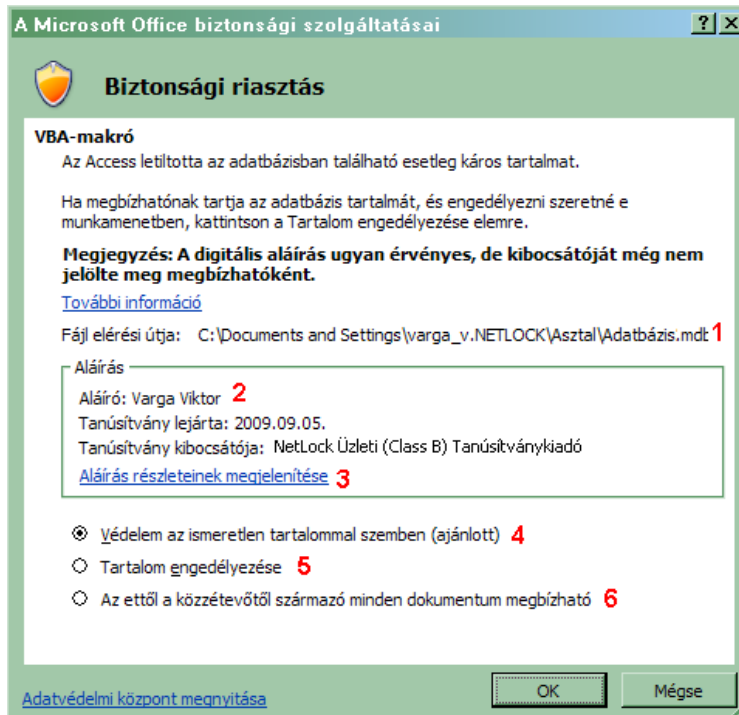 A Microsoft Office biztonsági szolgáltatásai
Biztonsági riasztás
VBA-makró
Az Access letiltotta az adatbázisban található esetleg káros tartalmat.
Ha megbízhatónak tartja az adatbázis tartalmát, és engedélyezni szeretné e
munkamenetben, kattintson a Tartalom engedélyezése elemre.
Megjegyzés: A digitális aláírás ugyan érvényes, de kibocsátóját még nem
jelölte meg megbízhatóként.
További információ
Fájl elérési útja: C:\Documents and Settings\varga_v.NETLOCK\Asztal\Adatbázis.mdb 1
Aláírás
Aláíró: Varga Viktor 2
Tanúsítvány lejárta: 2009.09.05.
Tanúsítvány kibocsátója: NetLock Üzleti (Class B) Tanúsítványkiadó
Aláírás részleteinek megjelenítése 3
Védelem az ismeretlen tartalommal szemben (ajánlott) 4
Tartalom engedélyezése 5
Az ettől a közzétevőtől származó minden dokumentum megbízható 6
Adatvédelmi központ megnyitása
OK
Mégse